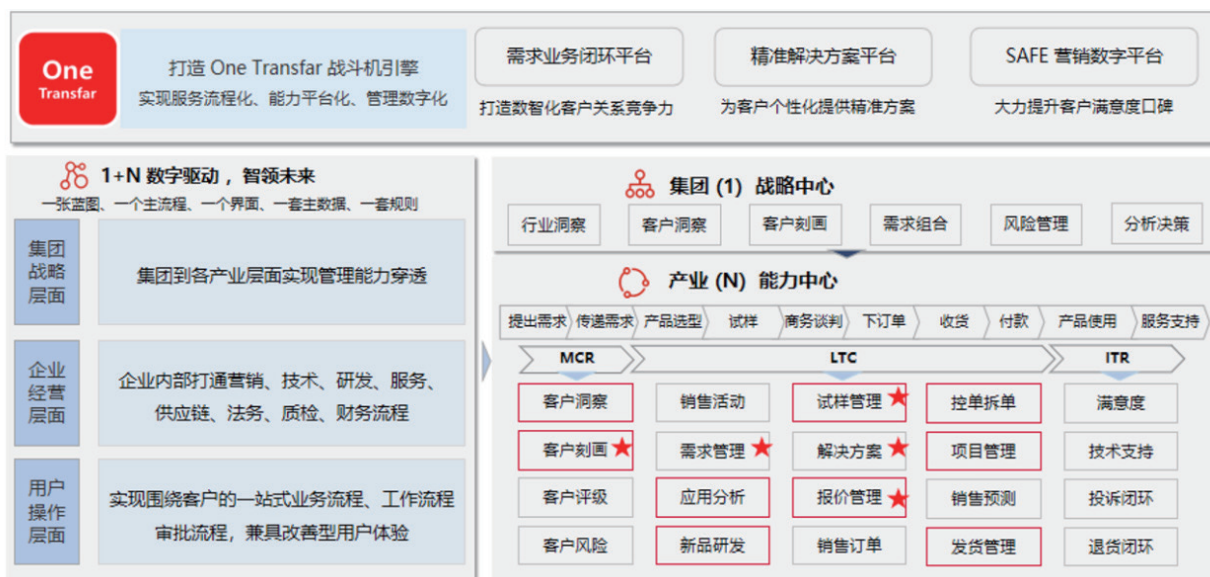 One
Transfar
打造 One Transfar 战斗机引擎
实现服务流程化、能力平台化、管理数字化
需求业务闭环平台
打造数智化客户关系竞争力
精准解决方案平台
为客户个性化提供精准方案
SAFE 营销数字平台
大力提升客户满意度口碑
1+N 数字驱动，智领未来
一张蓝图、一个主流程、一个界面、一套主数据、一套规则
集团
战略
层面
集团到各产业层面实现管理能力穿透
企业
经营
层面
企业内部打通营销、技术、研发、服务、
供应链、法务、质检、财务流程
用户
操作
层面
实现围绕客户的一站式业务流程、工作流程
审批流程，兼具改善型用户体验
集团 (1) 战略中心
行业洞察 客户洞察 客户刻画 需求组合 风险管理 分析决策
产业 (N) 能力中心
提出需求 传递需求 产品选型 试样 商务谈判 下订单 收货 付款 产品使用 服务支持
MCR LTC ITR
客户洞察 销售活动 试样管理 控单拆单 满意度
客户刻画 需求管理 解决方案 项目管理 技术支持
客户评级 应用分析 报价管理 销售预测 投诉闭环
客户风险 新品研发 销售订单 发货管理 退货闭环